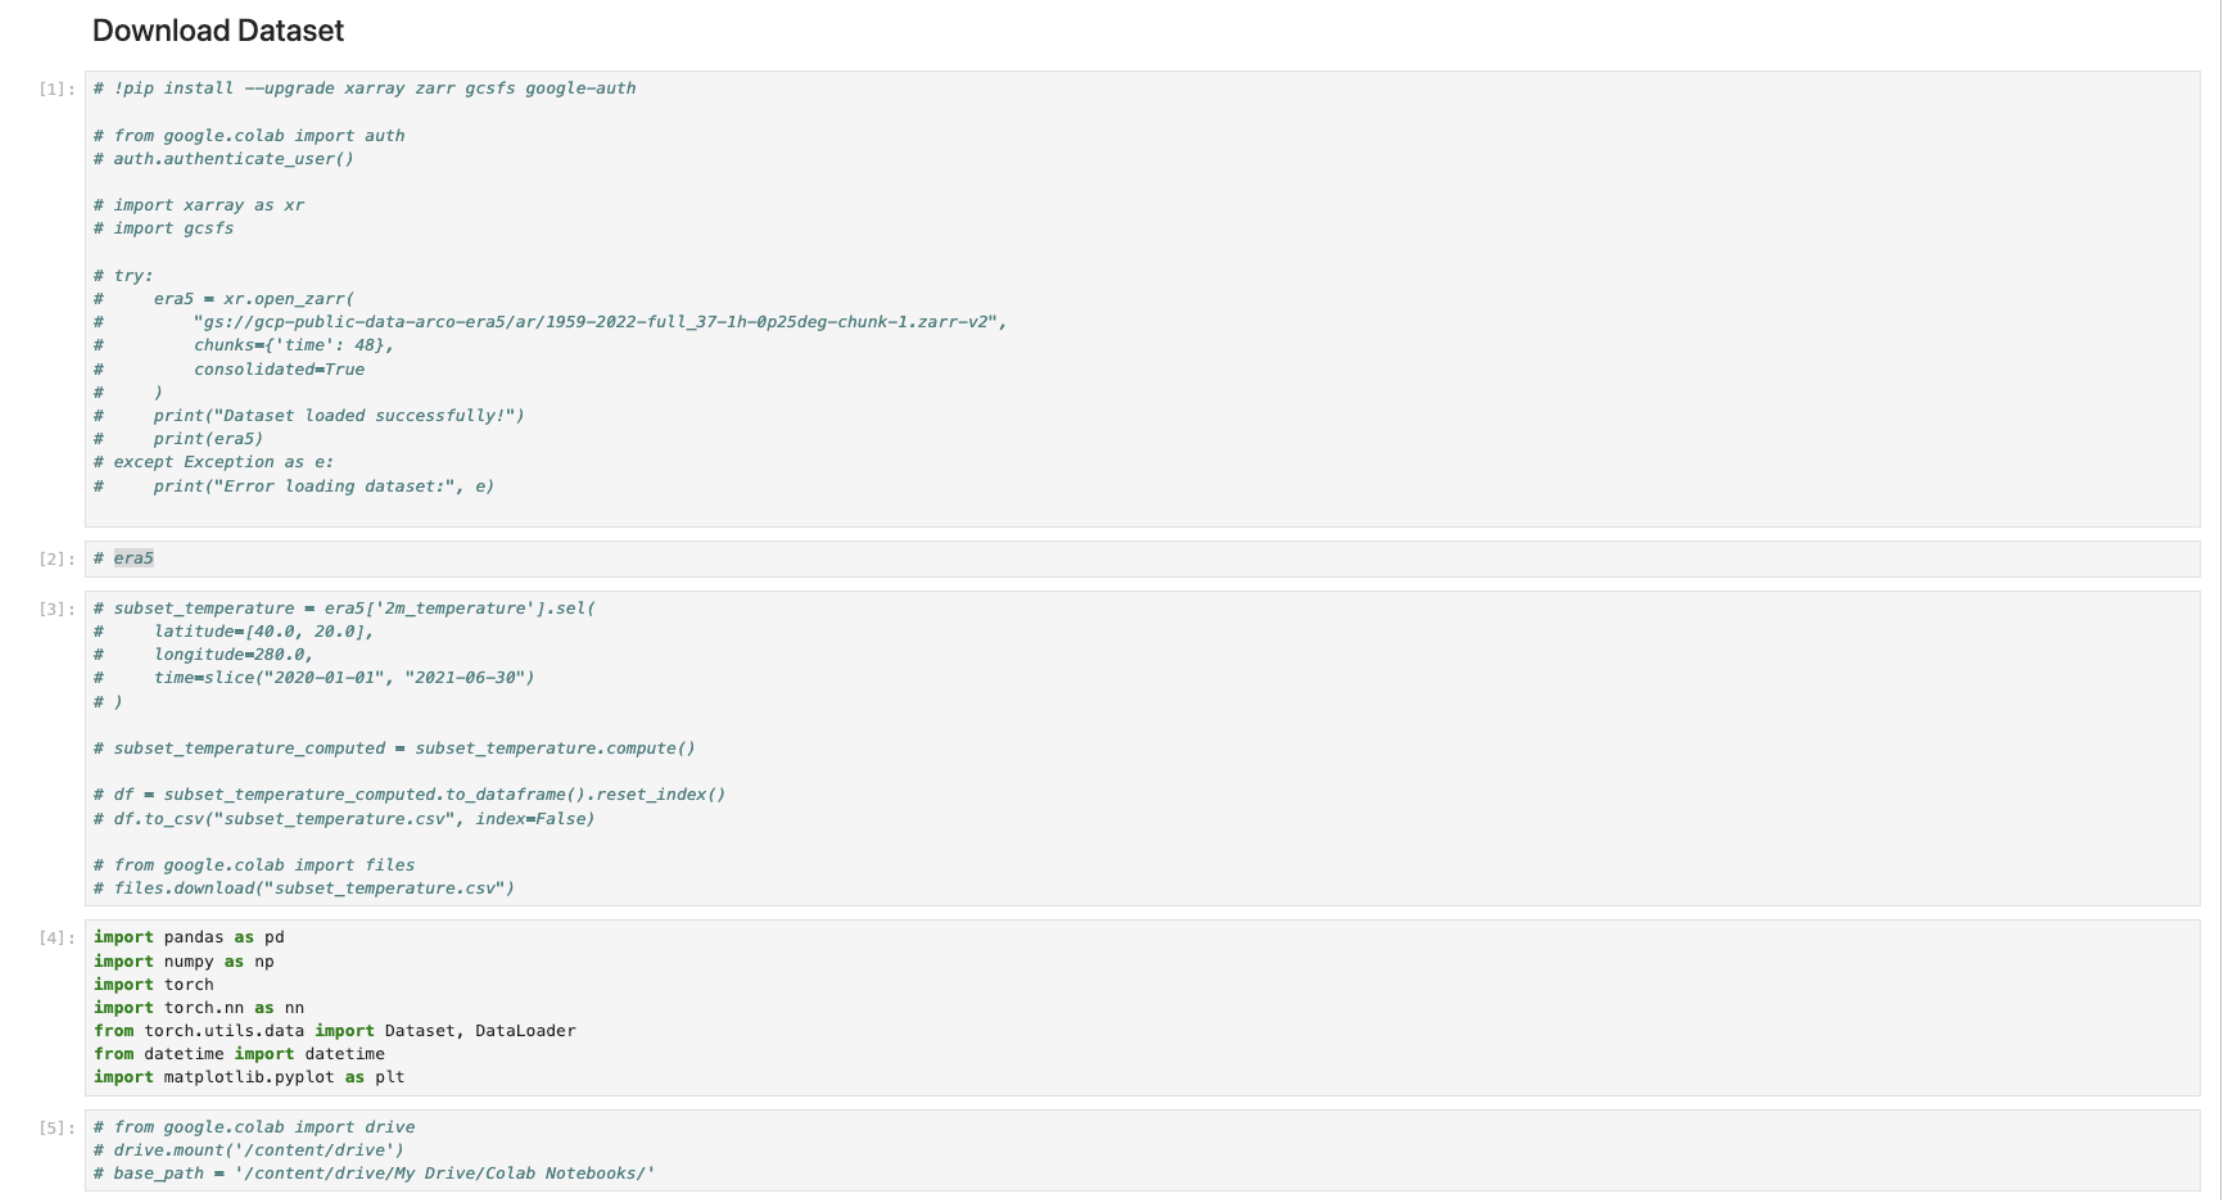 Download Dataset
[1]:
# !pip install --upgrade xarray zarr gcsfs google-auth
# from google.colab import auth
# auth.authenticate_user()
# import xarray as xr
# import gcsfs
# try:
#     era5 = xr.open_zarr(
#         "gs://gcp-public-data-arco-era5/ar/1959-2022-full_37-1h-0p25deg-chunk-1.zarr-v2",
#         chunks={'time': 48},
#         consolidated=True
#     )
#     print("Dataset loaded successfully!")
#     print(era5)
# except Exception as e:
#     print("Error loading dataset:", e)
[2]:
# era5
[3]:
# subset_temperature = era5['2m_temperature'].sel(
#     latitude=[40.0, 20.0],
#     longitude=280.0,
#     time=slice("2020-01-01", "2021-06-30")
# )
# subset_temperature_computed = subset_temperature.compute()
# df = subset_temperature_computed.to_dataframe().reset_index()
# df.to_csv("subset_temperature.csv", index=False)
# from google.colab import files
# files.download("subset_temperature.csv")
[4]:
import pandas as pd
import numpy as np
import torch
import torch.nn as nn
from torch.utils.data import Dataset, DataLoader
from datetime import datetime
import matplotlib.pyplot as plt
[5]:
# from google.colab import drive
# drive.mount('/content/drive')
# base_path = '/content/drive/My Drive/Colab Notebooks/'